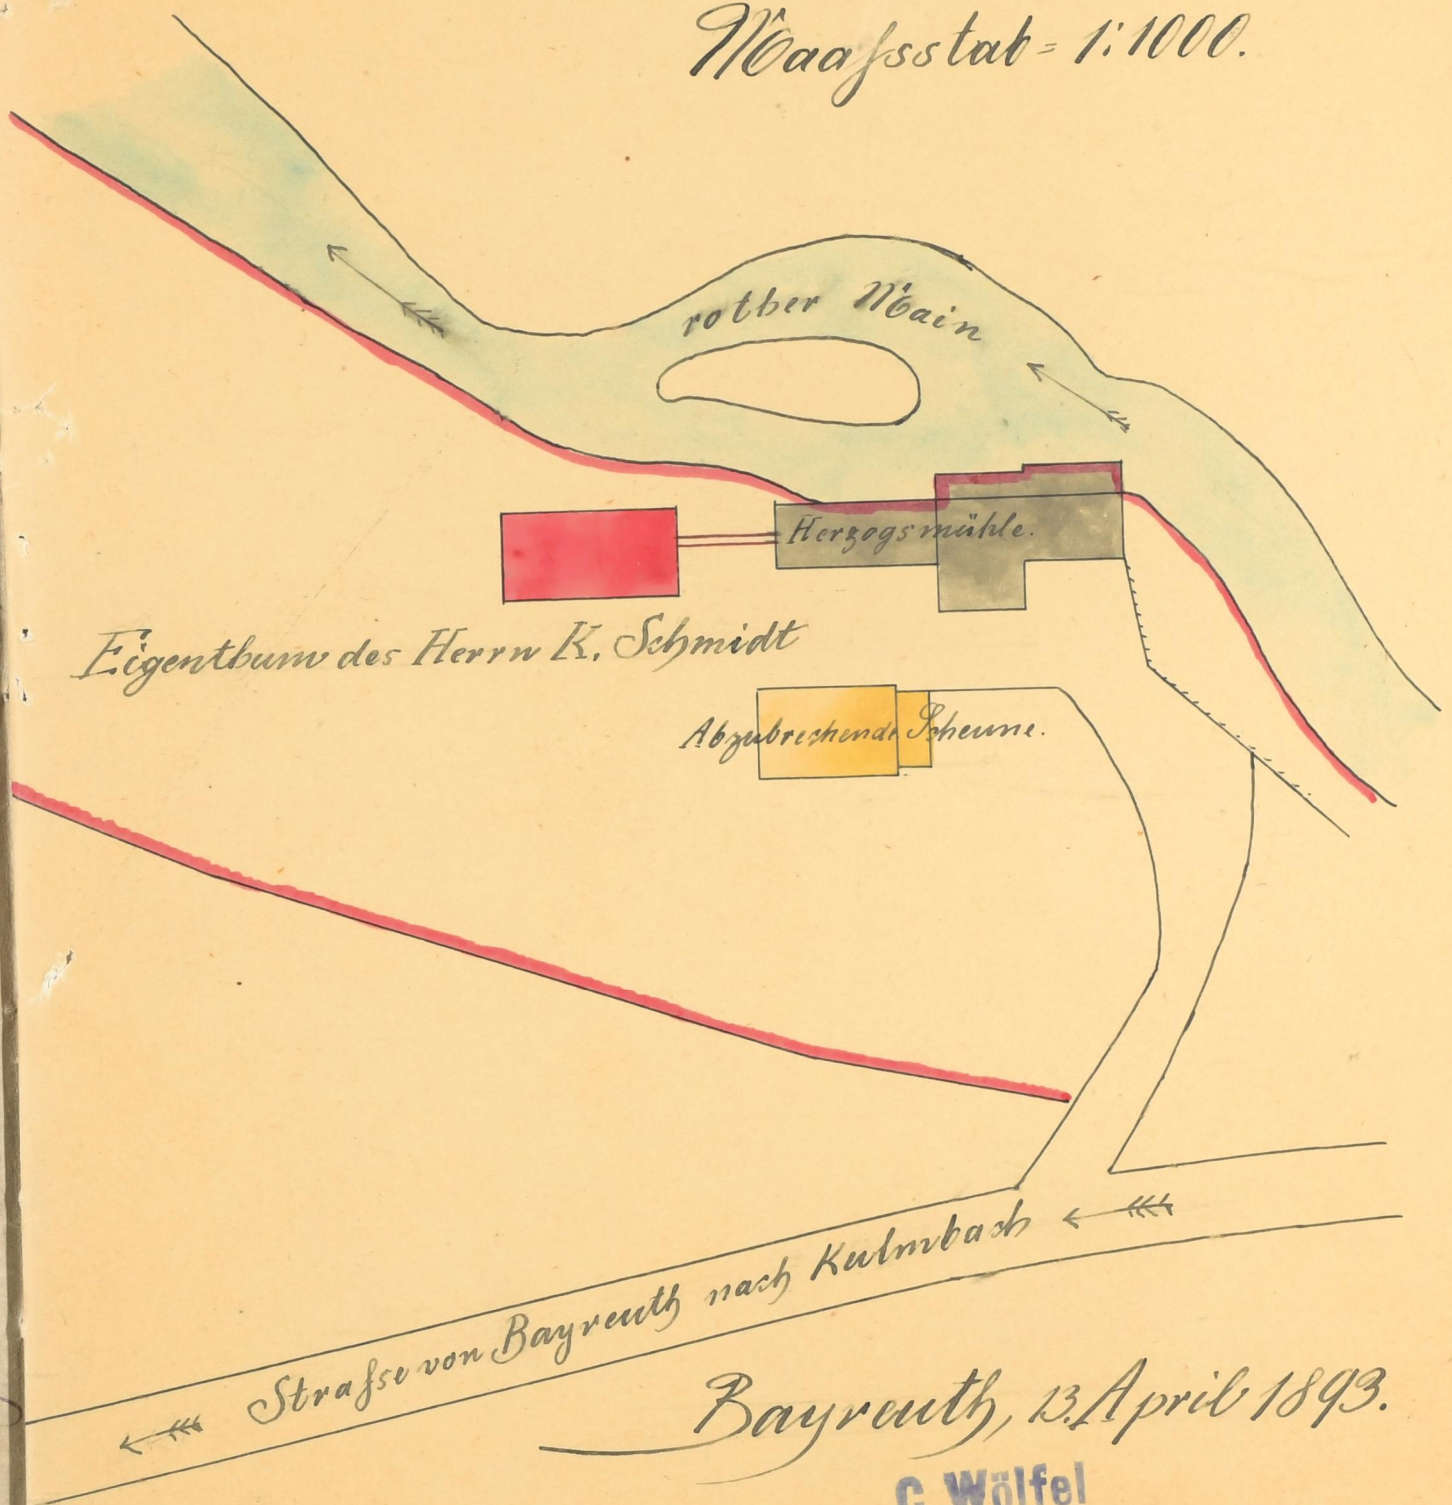 Maaſsstab = 1:1000.
rother Main
Herzogsmühle.
Eigenthum des Herrn K. Schmidt
Abzubrechende Scheune.
Straſse von Bayreuth nach Kulmbach
Bayreuth, 13. April 1893.
C. Wölfel